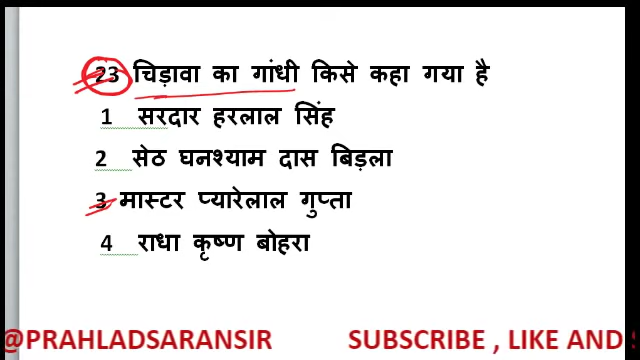 23 चिड़ावा का गांधी किसे कहा गया है
1 सरदार हरलाल सिंह
2 सेठ घनश्याम दास बिड़ला
3 मास्टर प्यारेलाल गुप्ता
4 राधा कृष्ण बोहरा
@PRAHLADSARANSIR SUBSCRIBE , LIKE AND